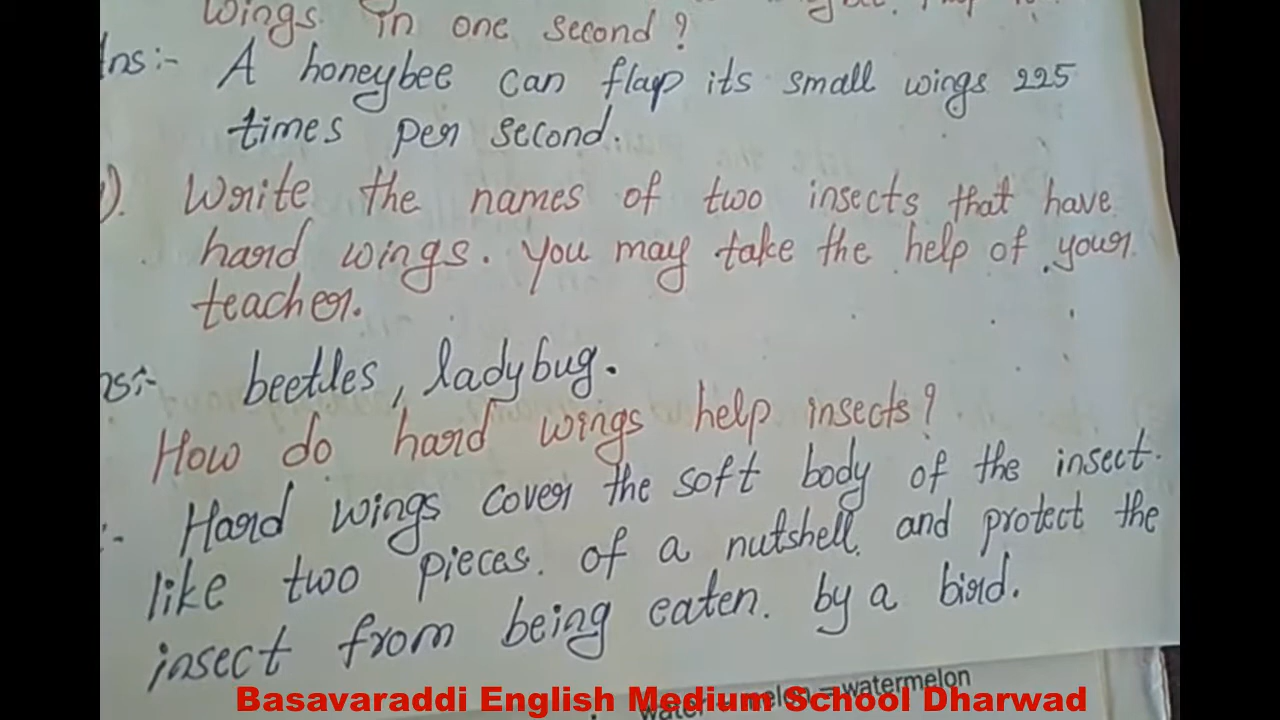 wings in one second?
Ans:- A honeybee can flap its small wings 225
times per second.
). Write the names of two insects that have
hard wings. You may take the help of your
teacher.
ns:- beetles, ladybug.
How do hard wings help insects?
:- Hard wings cover the soft body of the insect.
like two pieces. of a nutshell. and protect the
insect from being eaten. by a bird.
melon = watermelon
Basavaraddi English Medium School Dharwad